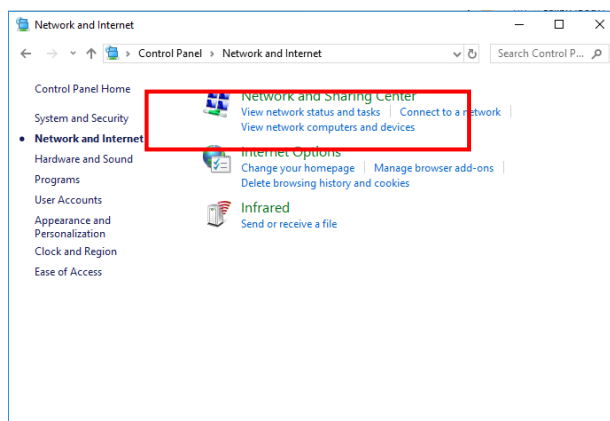 Network and Internet
Control Panel > Network and Internet
Search Control P...
Control Panel Home
System and Security
Network and Internet
Hardware and Sound
Programs
User Accounts
Appearance and
Personalization
Clock and Region
Ease of Access
Network and Sharing Center
View network status and tasks
Connect to a network
View network computers and devices
Internet Options
Change your homepage
Manage browser add-ons
Delete browsing history and cookies
Infrared
Send or receive a file